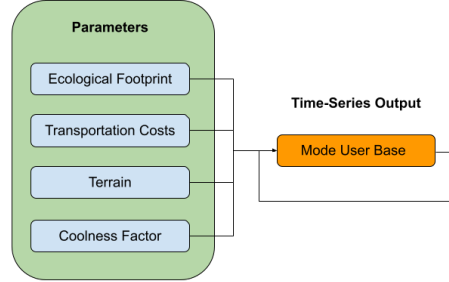 Parameters
Ecological Footprint
Transportation Costs
Terrain
Coolness Factor
Time-Series Output
Mode User Base